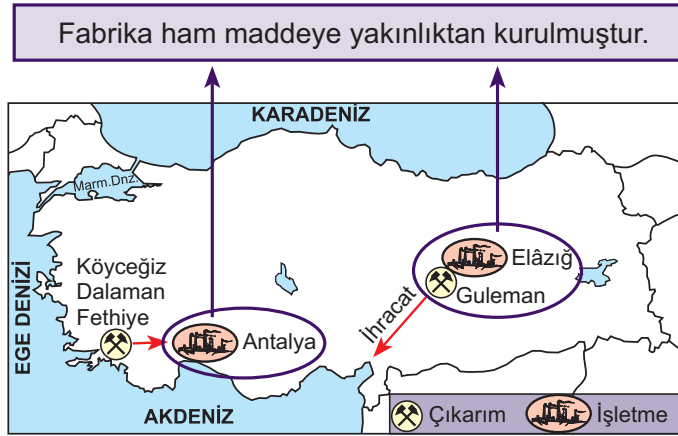 Fabrika ham maddeye yakınlıktan kurulmuştur.
KARADENİZ
Marm.Dnz.
EGE DENİZİ
Köyceğiz
Dalaman
Fethiye
Antalya
Elâzığ
Guleman
İhracat
AKDENİZ
Çıkarım
İşletme